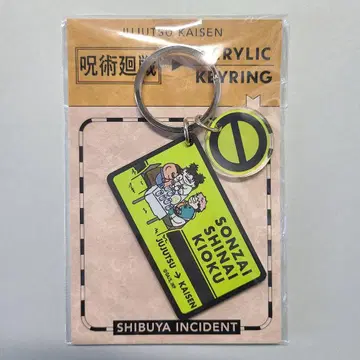 JUJUTSU KAISEN
呪術廻戦
ACRYLIC
KEYRING
SONZAI
SHINAI
KIOKU
JUJUTSU → KAISEN
SHIBUYA INCIDENT